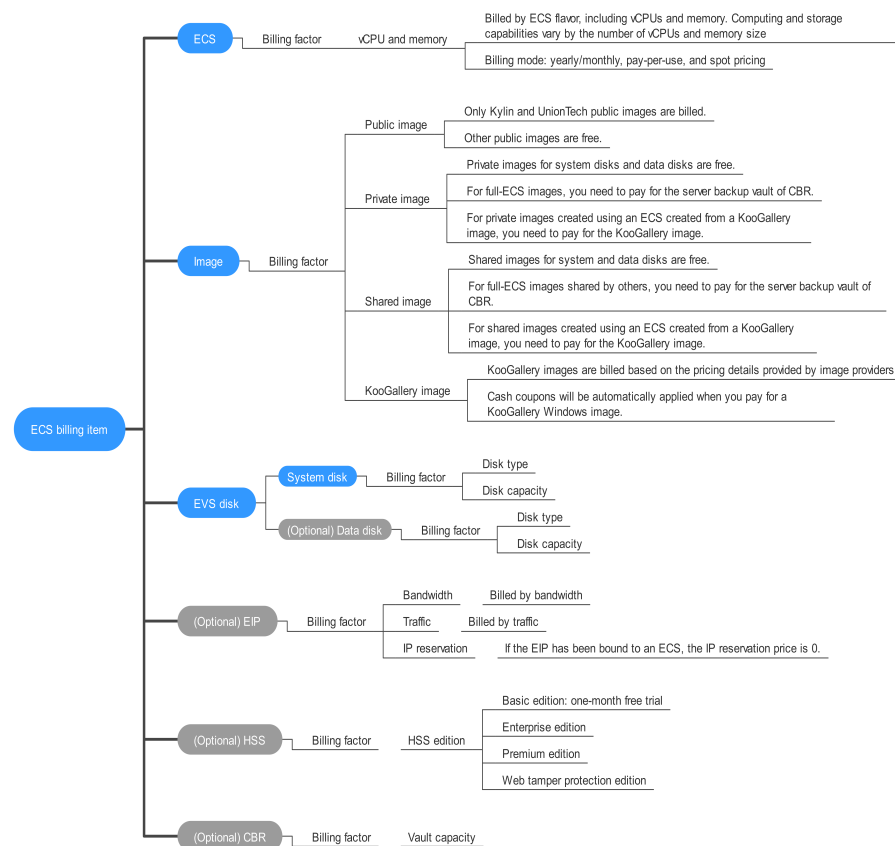 ECS billing item
ECS
Billing factor
vCPU and memory
Billed by ECS flavor, including vCPUs and memory. Computing and storage
capabilities vary by the number of vCPUs and memory size
Billing mode: yearly/monthly, pay-per-use, and spot pricing
Image
Billing factor
Public image
Only Kylin and UnionTech public images are billed.
Other public images are free.
Private image
Private images for system disks and data disks are free.
For full-ECS images, you need to pay for the server backup vault of CBR.
For private images created using an ECS created from a KooGallery
image, you need to pay for the KooGallery image.
Shared image
Shared images for system and data disks are free.
For full-ECS images shared by others, you need to pay for the server backup vault of
CBR.
For shared images created using an ECS created from a KooGallery
image, you need to pay for the KooGallery image.
KooGallery image
KooGallery images are billed based on the pricing details provided by image providers
Cash coupons will be automatically applied when you pay for a
KooGallery Windows image.
EVS disk
System disk
Billing factor
Disk type
Disk capacity
(Optional) Data disk
Billing factor
Disk type
Disk capacity
(Optional) EIP
Billing factor
Bandwidth
Billed by bandwidth
Traffic
Billed by traffic
IP reservation
If the EIP has been bound to an ECS, the IP reservation price is 0.
(Optional) HSS
Billing factor
HSS edition
Basic edition: one-month free trial
Enterprise edition
Premium edition
Web tamper protection edition
(Optional) CBR
Billing factor
Vault capacity